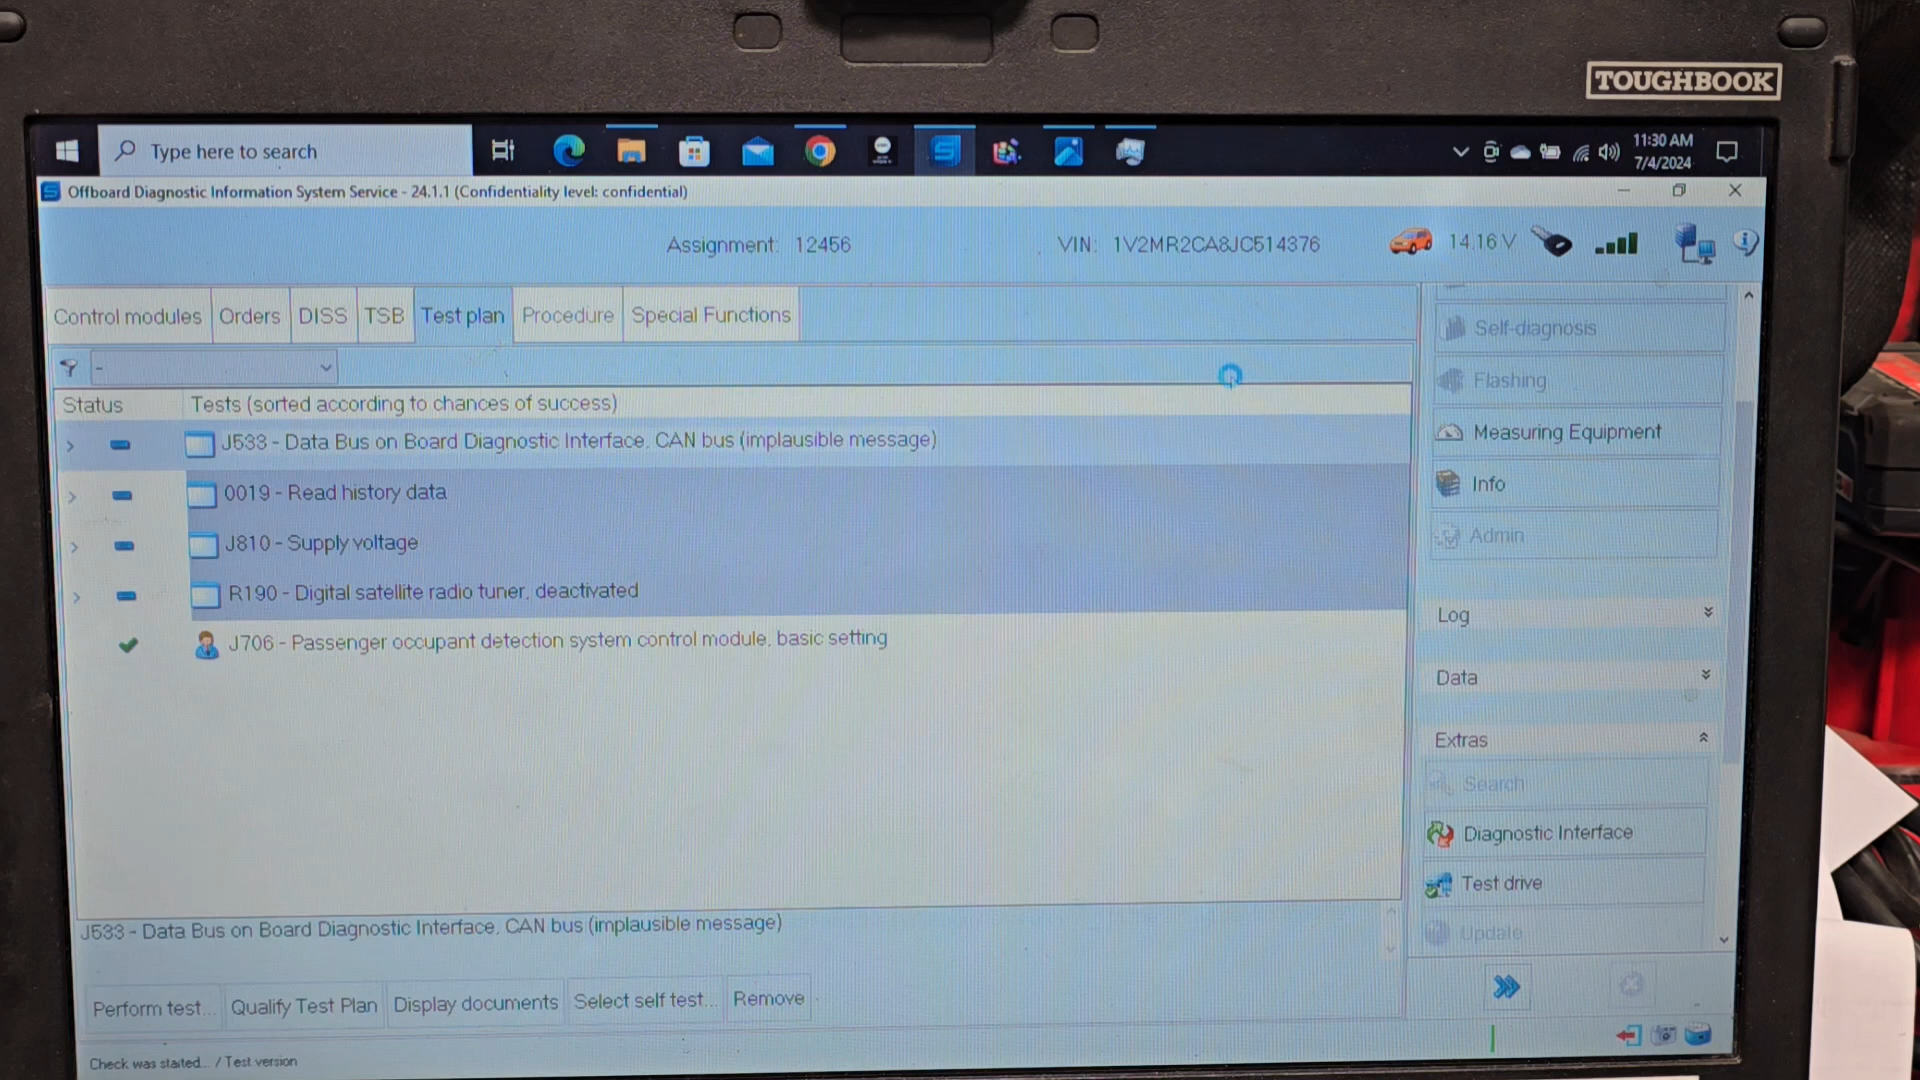 TOUGHBOOK
Type here to search
11:30 AM
7/4/2024
Offboard Diagnostic Information System Service - 24.1.1 (Confidentiality level: confidential)
Assignment: 12456
VIN: 1V2MR2CA8JC514376
14.16 V
Control modules
Orders
DISS
TSB
Test plan
Procedure
Special Functions
-
Status
Tests (sorted according to chances of success)
J533 - Data Bus on Board Diagnostic Interface, CAN bus (implausible message)
0019 - Read history data
J810 - Supply voltage
R190 - Digital satellite radio tuner, deactivated
J706 - Passenger occupant detection system control module, basic setting
Self-diagnosis
Flashing
Measuring Equipment
Info
Admin
Log
Data
Extras
Search
Diagnostic Interface
Test drive
Update
J533 - Data Bus on Board Diagnostic Interface, CAN bus (implausible message)
Perform test...
Qualify Test Plan
Display documents
Select self test...
Remove
Check was started... / Test version